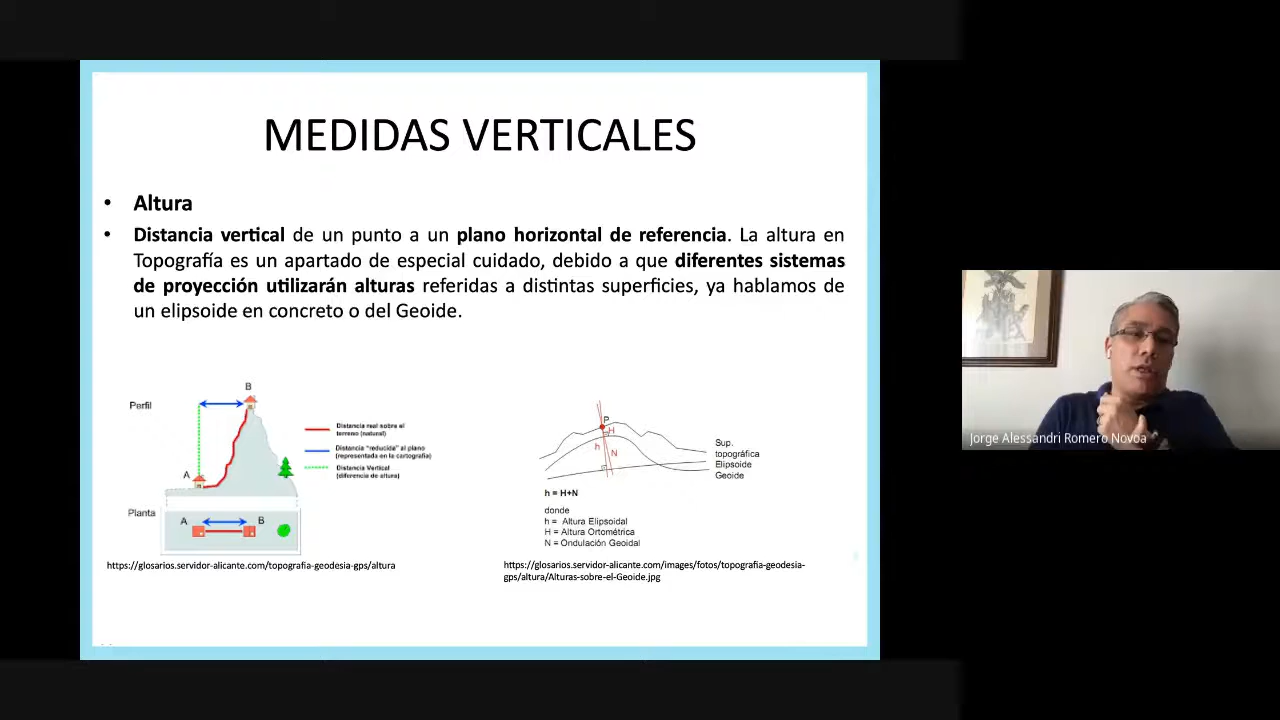 MEDIDAS VERTICALES
• Altura
• Distancia vertical de un punto a un plano horizontal de referencia. La altura en
Topografía es un apartado de especial cuidado, debido a que diferentes sistemas
de proyección utilizarán alturas referidas a distintas superficies, ya hablamos de
un elipsoide en concreto o del Geoide.
Perfil
B
A
Distancia real sobre el
terreno (natural)
Distancia "reducida" al plano
(representada en la cartografía)
Distancia Vertical
(diferencia de altura)
Planta
A
B
https://glosarios.servidor-alicante.com/topografia-geodesia-gps/altura
P
H
h
N
Sup.
topográfica
Elipsoide
Geoide
h = H+N
donde
h = Altura Elipsoidal
H = Altura Ortométrica
N = Ondulación Geoidal
https://glosarios.servidor-alicante.com/images/fotos/topografia-geodesia-
gps/altura/Alturas-sobre-el-Geoide.jpg
Jorge Alessandri Romero Novoa